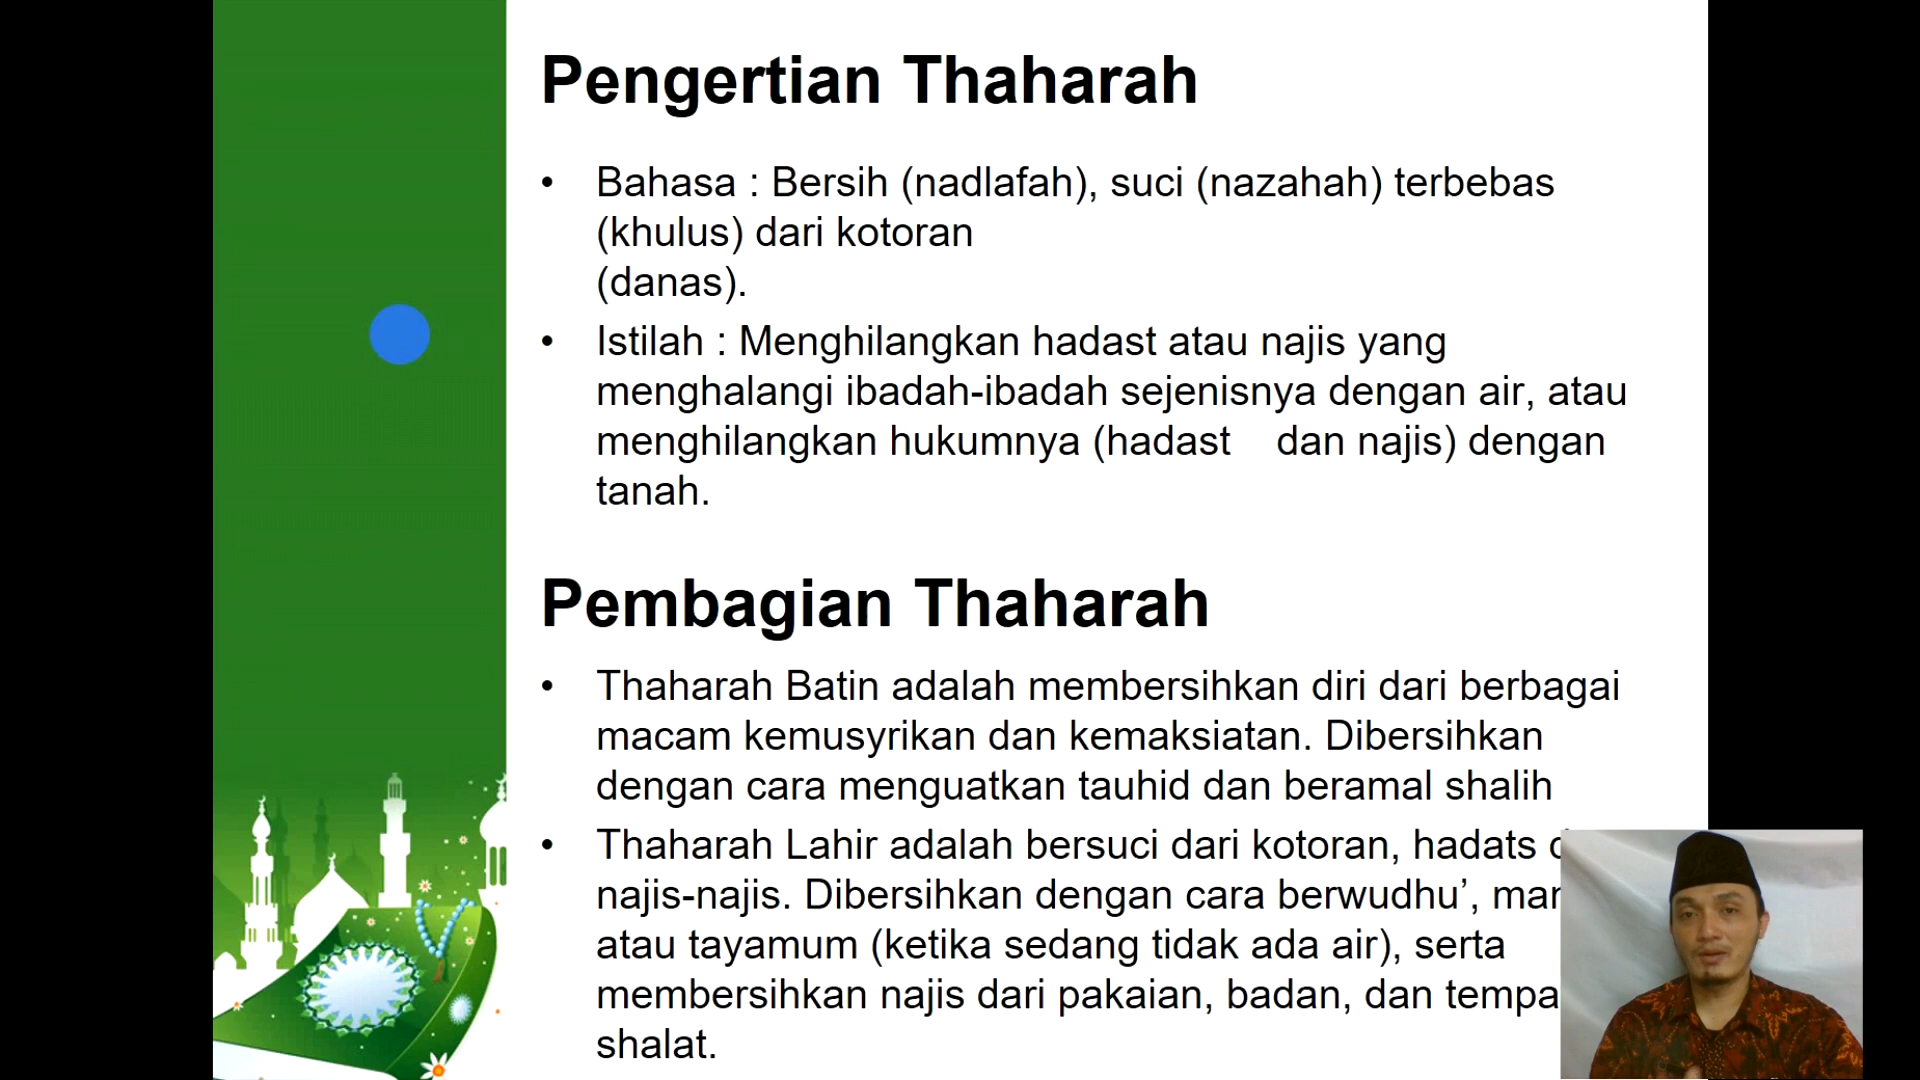 Pengertian Thaharah
• Bahasa : Bersih (nadlafah), suci (nazahah) terbebas
(khulus) dari kotoran
(danas).
• Istilah : Menghilangkan hadast atau najis yang
menghalangi ibadah-ibadah sejenisnya dengan air, atau
menghilangkan hukumnya (hadast dan najis) dengan
tanah.
Pembagian Thaharah
• Thaharah Batin adalah membersihkan diri dari berbagai
macam kemusyrikan dan kemaksiatan. Dibersihkan
dengan cara menguatkan tauhid dan beramal shalih
• Thaharah Lahir adalah bersuci dari kotoran, hadats
najis-najis. Dibersihkan dengan cara berwudhu’,
atau tayamum (ketika sedang tidak ada air), serta
membersihkan najis dari pakaian, badan, dan
shalat.